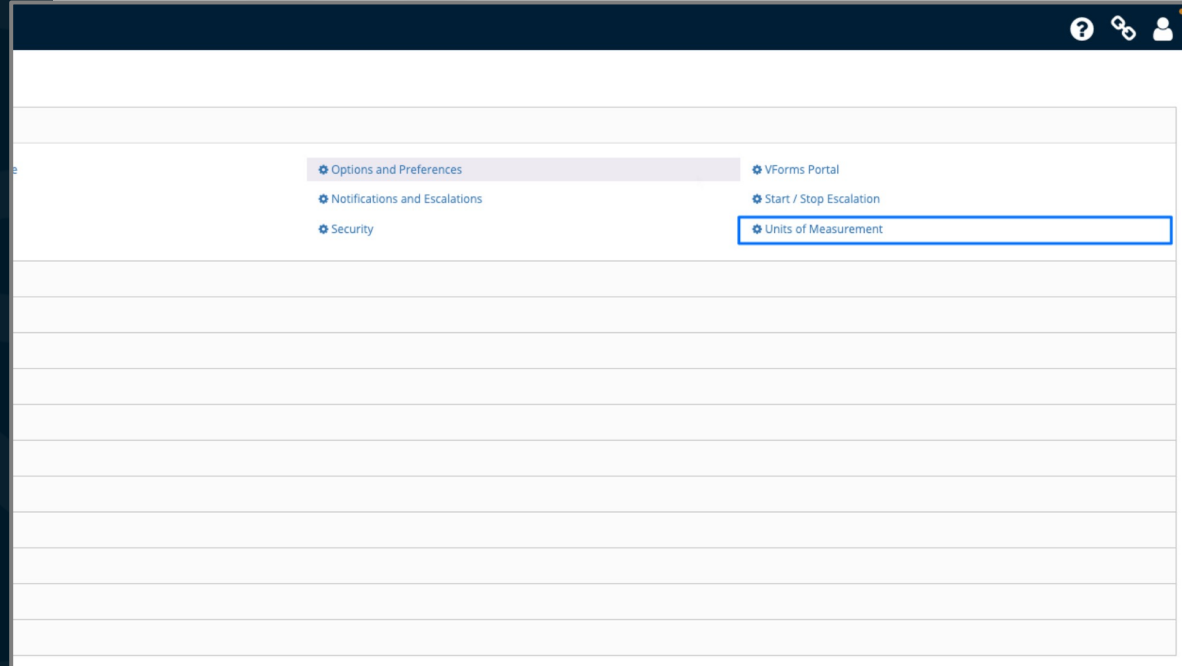 Options and Preferences
VForms Portal
Notifications and Escalations
Start / Stop Escalation
Security
Units of Measurement